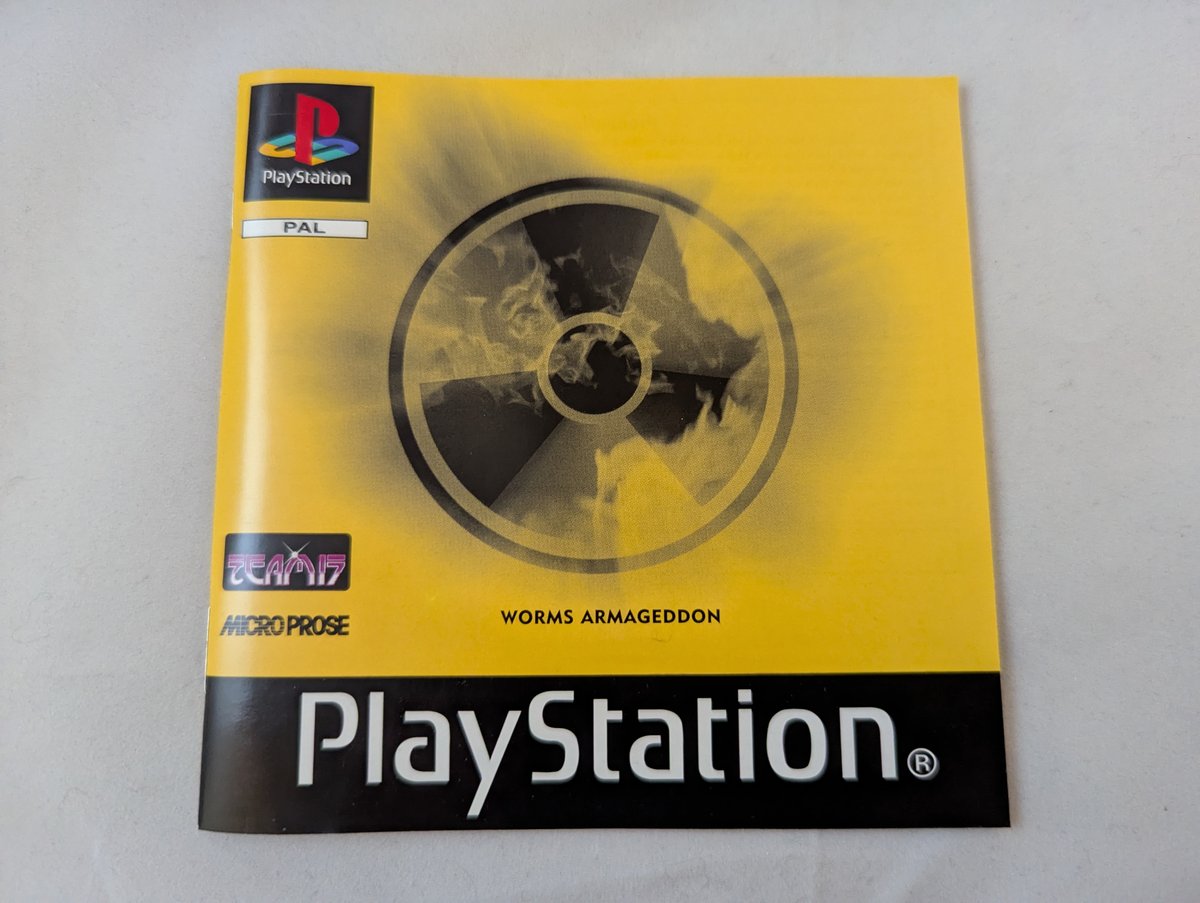 PlayStation
PAL
TEAM17
MICROPROSE
WORMS ARMAGEDDON
PlayStation®